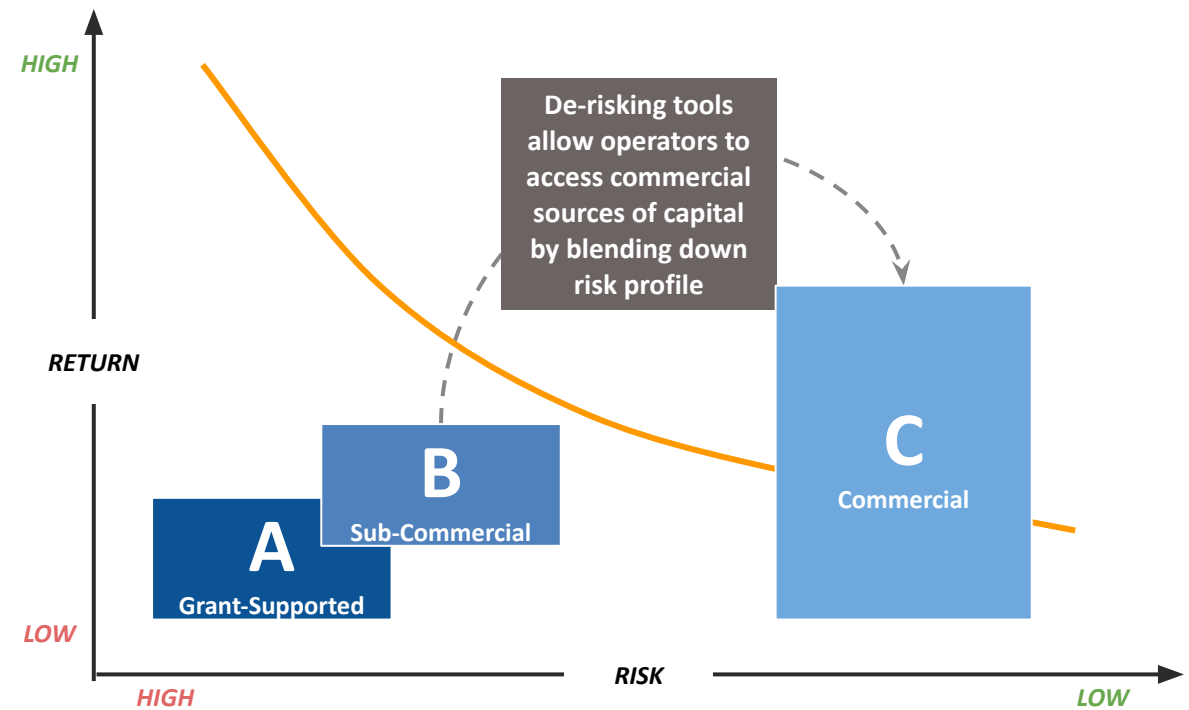 HIGH
De-risking tools
allow operators to
access commercial
sources of capital
by blending down
risk profile
RETURN
B
Sub-Commercial
C
Commercial
A
Grant-Supported
LOW
RISK
HIGH
LOW